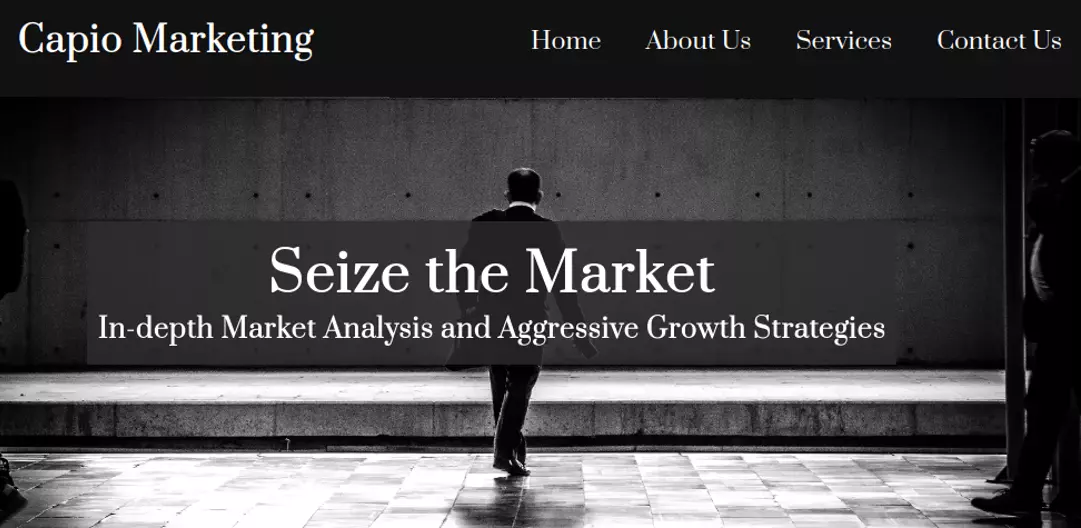 Capio Marketing
Home About Us Services Contact Us
Seize the Market
In-depth Market Analysis and Aggressive Growth Strategies